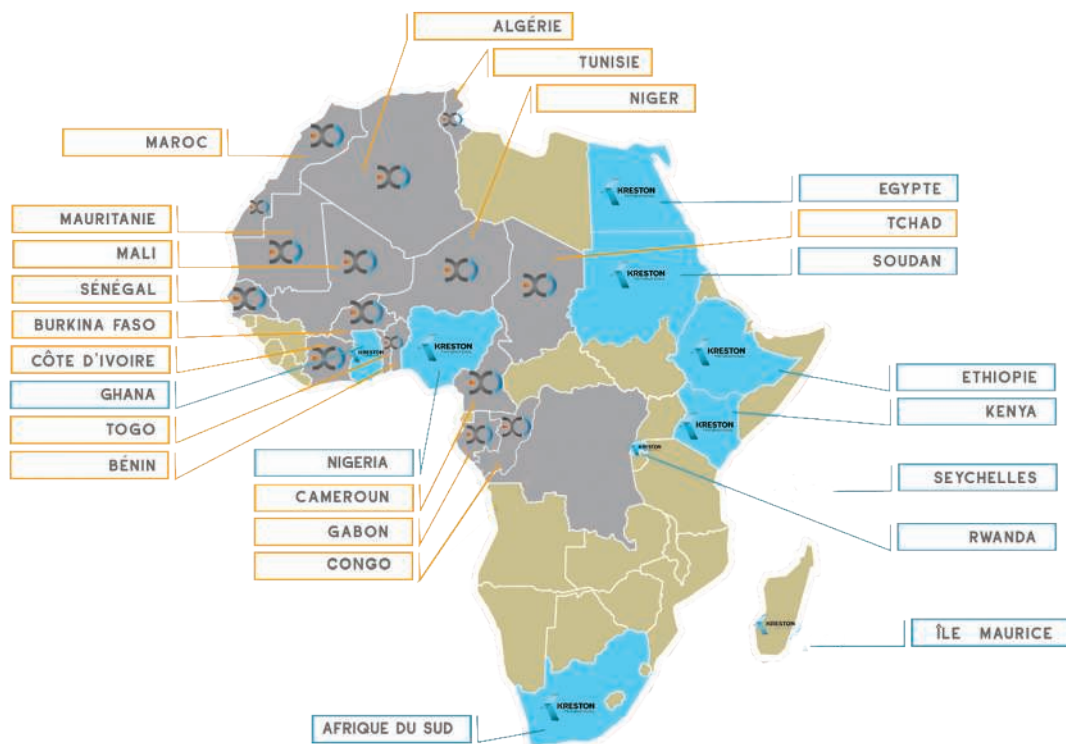 ALGÉRIE
TUNISIE
NIGER
MAROC
MAURITANIE
MALI
SÉNÉGAL
BURKINA FASO
CÔTE D'IVOIRE
GHANA
TOGO
BÉNIN
NIGERIA
CAMEROUN
GABON
CONGO
AFRIQUE DU SUD
EGYPTE
TCHAD
SOUDAN
ETHIOPIE
KENYA
SEYCHELLES
RWANDA
ÎLE MAURICE
KRESTON
KRESTON
KRESTON
KRESTON
KRESTON
KRESTON
KRESTON
KRESTON
KRESTON